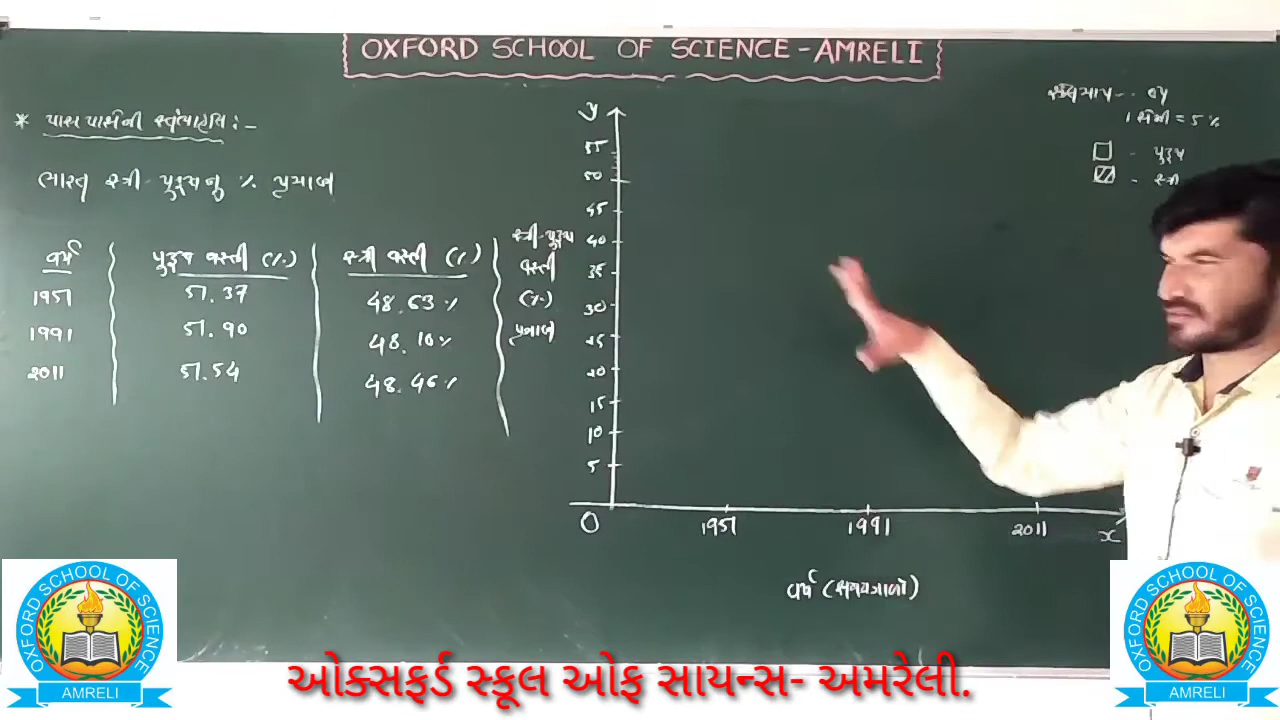 OXFORD SCHOOL OF SCIENCE - AMRELI
* પાસ પાસેની સ્તંભાકૃતિ :-
ભારત સ્ત્રી-પુરૂષનુ % પ્રમાણ
વર્ષ પુરૂષ વસ્તી (%) સ્ત્રી વસ્તી (%)
1951 51.37 48.63%
1991 51.90 48.10%
2011 51.54 48.46%
સ્ત્રી-પુરૂષ
વસ્તી
(%)
પ્રમાણ
y
55
50
45
40
35
30
25
20
15
10
5
0
1951 1991 2011 x
વર્ષ (સમયગાળો)
સ્કેલમાપ - 0y
1 સેમી = 5%
- પુરૂષ
- સ્ત્રી
OXFORD SCHOOL OF SCIENCE
AMRELI
OXFORD SCHOOL OF SCIENCE
AMRELI
ઓક્સફર્ડ સ્કૂલ ઓફ સાયન્સ- અમરેલી.